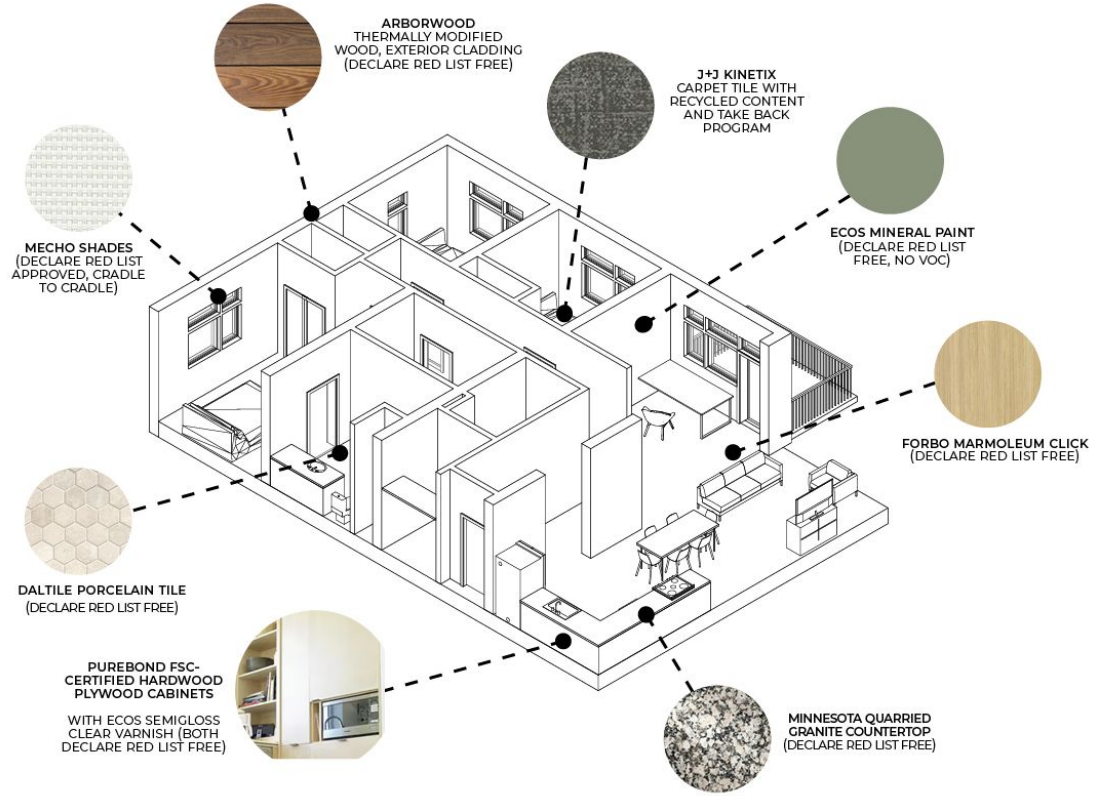 ARBORWOOD
THERMALLY MODIFIED
WOOD, EXTERIOR CLADDING
(DECLARE RED LIST FREE)
J+J KINETIX
CARPET TILE WITH
RECYCLED CONTENT
AND TAKE BACK
PROGRAM
MECHO SHADES
(DECLARE RED LIST
APPROVED, CRADLE
TO CRADLE)
ECOS MINERAL PAINT
(DECLARE RED LIST
FREE, NO VOC)
FORBO MARMOLEUM CLICK
(DECLARE RED LIST FREE)
DALTILE PORCELAIN TILE
(DECLARE RED LIST FREE)
PUREBOND FSC-
CERTIFIED HARDWOOD
PLYWOOD CABINETS
WITH ECOS SEMIGLOSS
CLEAR VARNISH (BOTH
DECLARE RED LIST FREE)
MINNESOTA QUARRIED
GRANITE COUNTERTOP
(DECLARE RED LIST FREE)